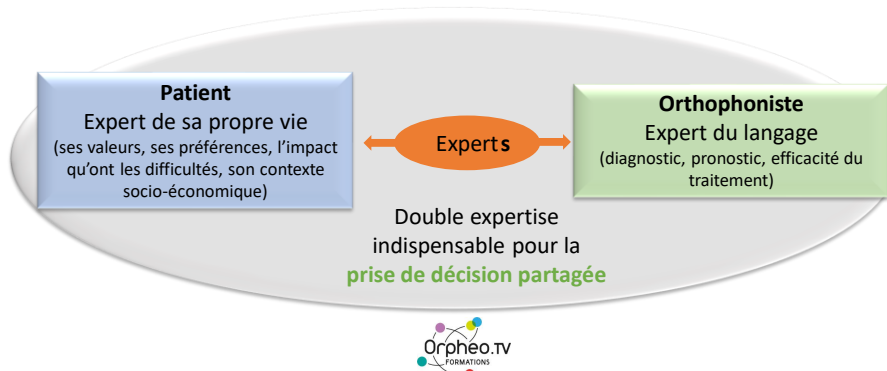 Patient
Expert de sa propre vie
(ses valeurs, ses préférences, l'impact
qu'ont les difficultés, son contexte
socio-économique)
Experts
Orthophoniste
Expert du langage
(diagnostic, pronostic, efficacité du
traitement)
Double expertise
indispensable pour la
prise de décision partagée
Orpheo.TV
FORMATIONS